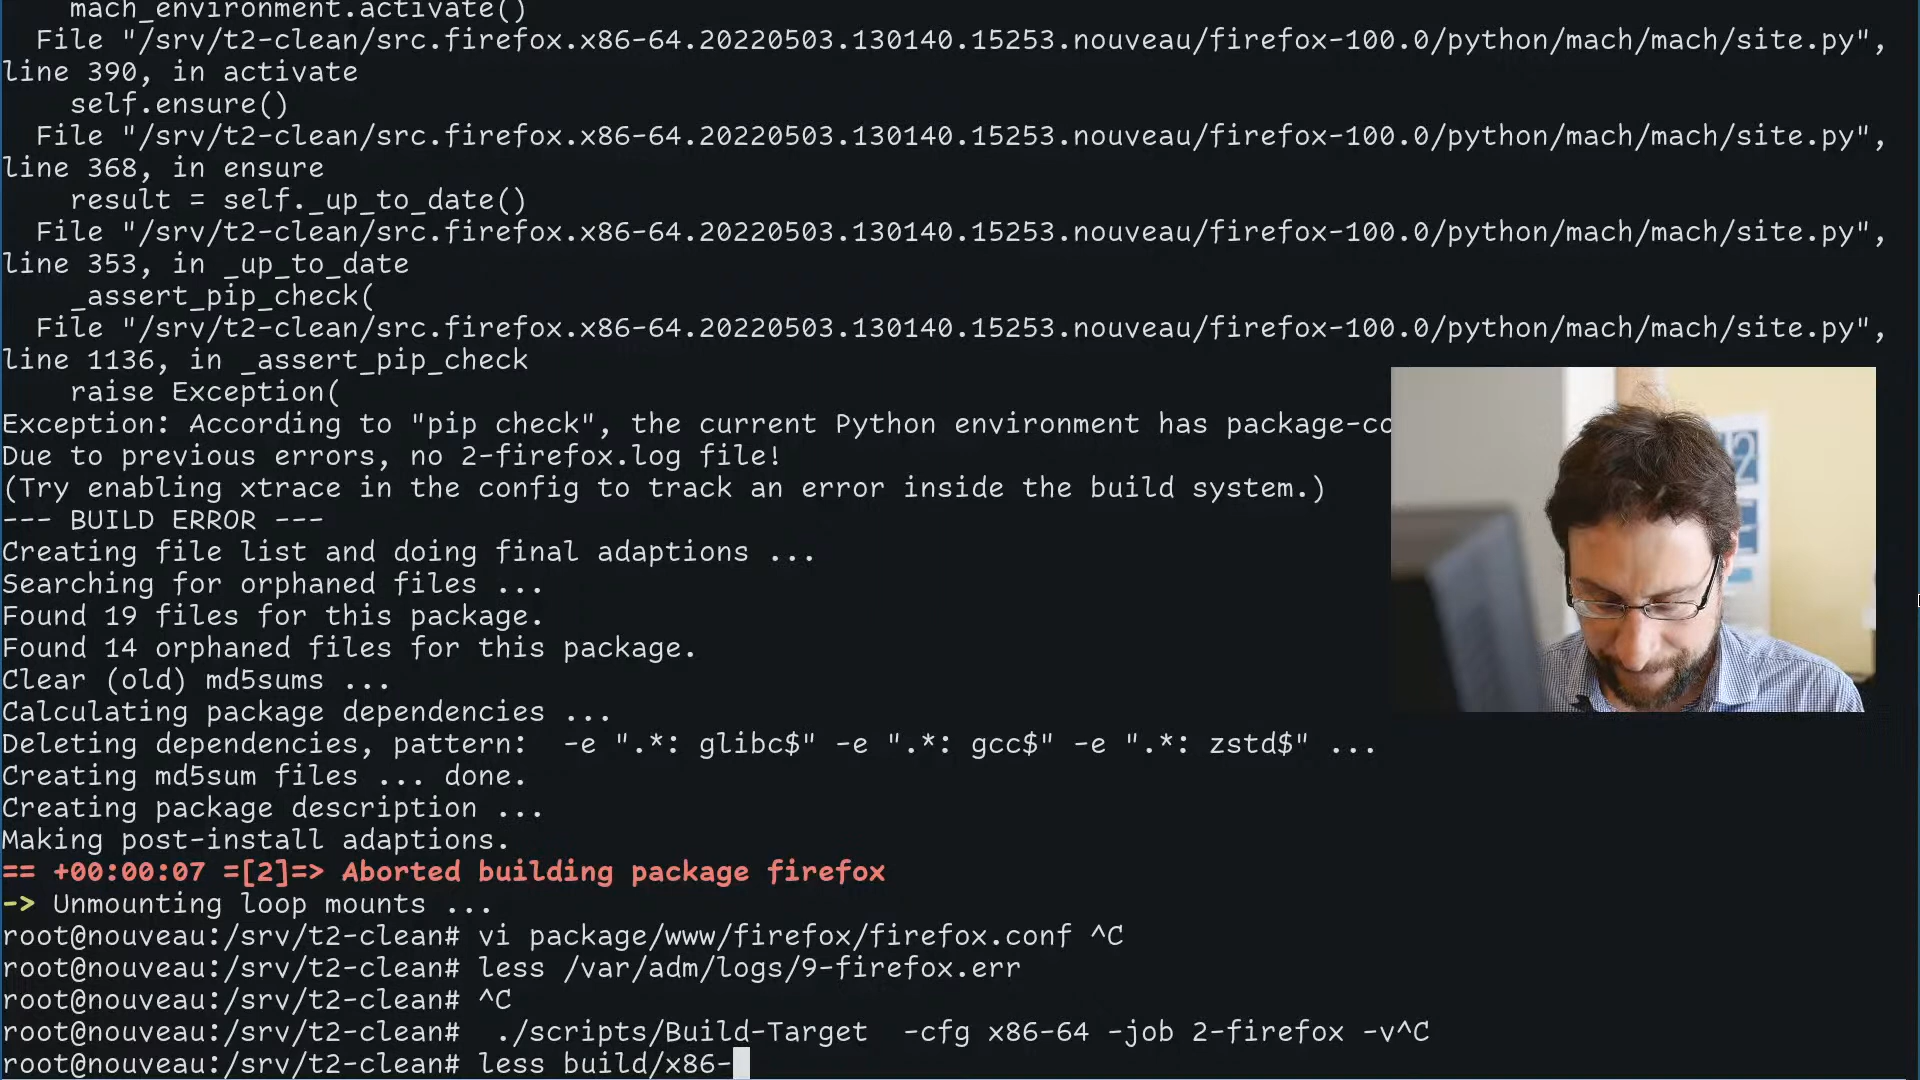 mach_environment.activate()
  File "/srv/t2-clean/src.firefox.x86-64.20220503.130140.15253.nouveau/firefox-100.0/python/mach/mach/site.py",
line 390, in activate
    self.ensure()
  File "/srv/t2-clean/src.firefox.x86-64.20220503.130140.15253.nouveau/firefox-100.0/python/mach/mach/site.py",
line 368, in ensure
    result = self._up_to_date()
  File "/srv/t2-clean/src.firefox.x86-64.20220503.130140.15253.nouveau/firefox-100.0/python/mach/mach/site.py",
line 353, in _up_to_date
    _assert_pip_check(
  File "/srv/t2-clean/src.firefox.x86-64.20220503.130140.15253.nouveau/firefox-100.0/python/mach/mach/site.py",
line 1136, in _assert_pip_check
    raise Exception(
Exception: According to "pip check", the current Python environment has package-co
Due to previous errors, no 2-firefox.log file!
(Try enabling xtrace in the config to track an error inside the build system.)
--- BUILD ERROR ---
Creating file list and doing final adaptions ...
Searching for orphaned files ...
Found 19 files for this package.
Found 14 orphaned files for this package.
Clear (old) md5sums ...
Calculating package dependencies ...
Deleting dependencies, pattern:  -e ".*: glibc$" -e ".*: gcc$" -e ".*: zstd$" ...
Creating md5sum files ... done.
Creating package description ...
Making post-install adaptions.
== +00:00:07 =[2]=> Aborted building package firefox
-> Unmounting loop mounts ...
root@nouveau:/srv/t2-clean# vi package/www/firefox/firefox.conf ^C
root@nouveau:/srv/t2-clean# less /var/adm/logs/9-firefox.err
root@nouveau:/srv/t2-clean# ^C
root@nouveau:/srv/t2-clean#  ./scripts/Build-Target  -cfg x86-64 -job 2-firefox -v^C
root@nouveau:/srv/t2-clean# less build/x86-